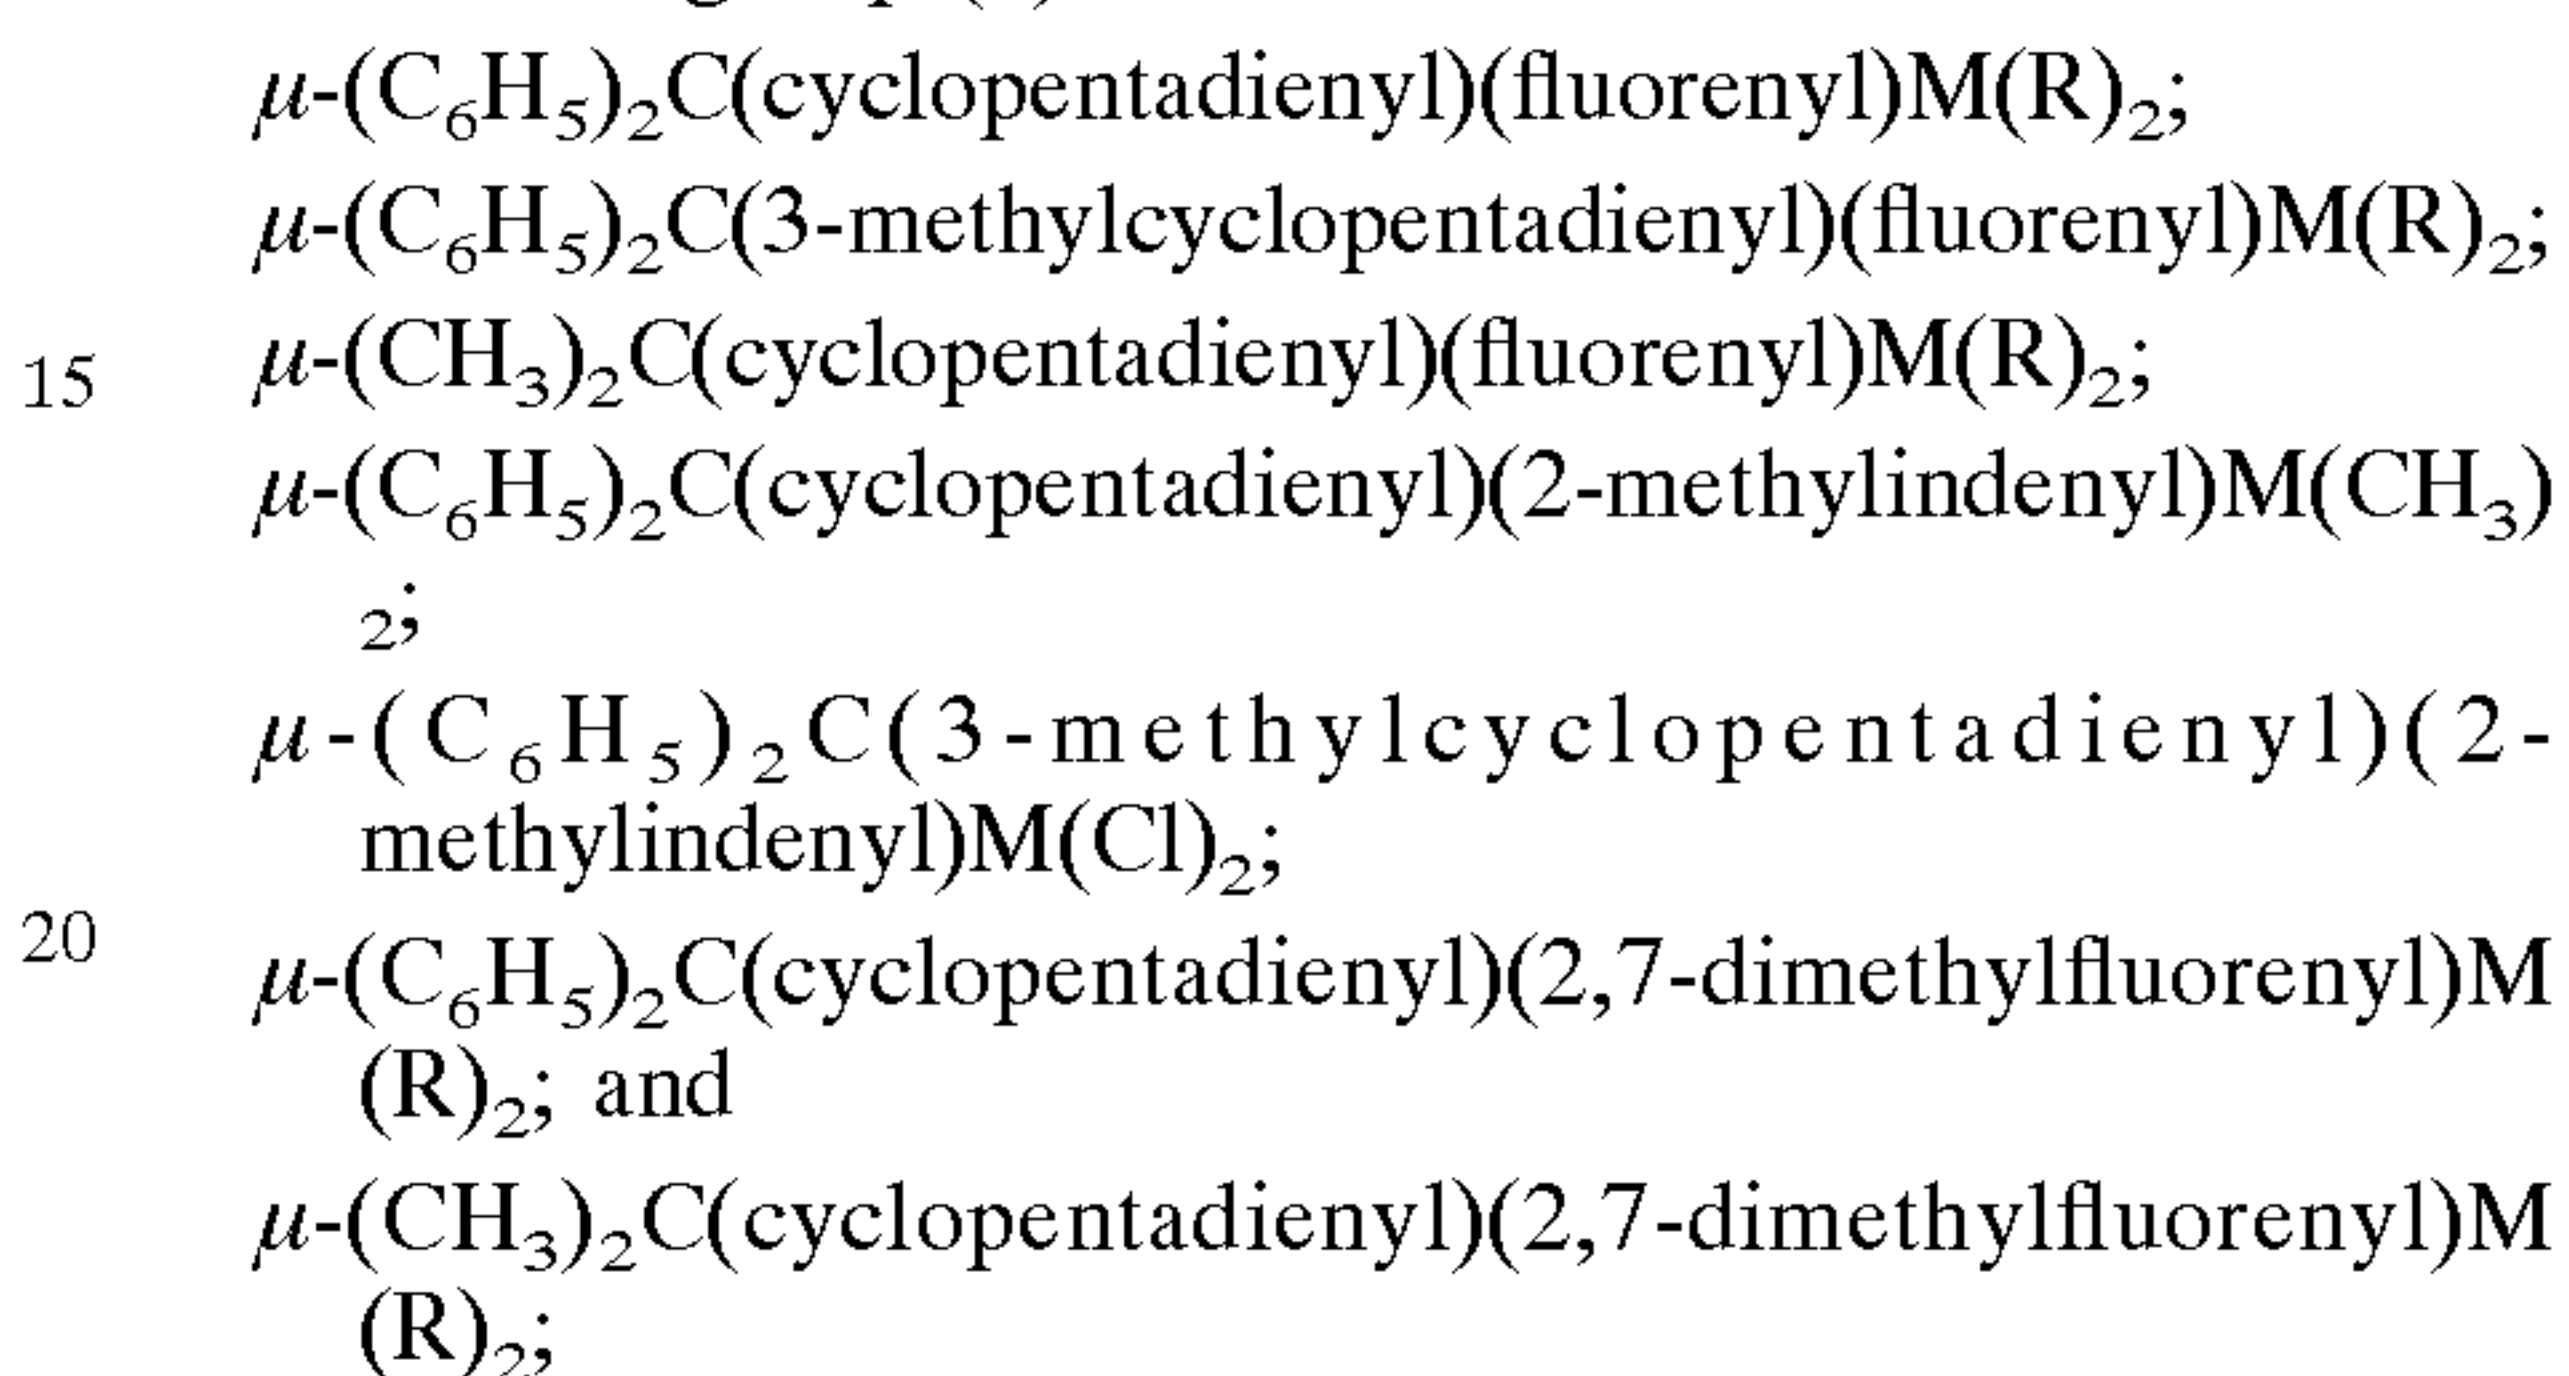 μ-(C₆H₅)₂C(cyclopentadienyl)(fluorenyl)M(R)₂;
μ-(C₆H₅)₂C(3-methylcyclopentadienyl)(fluorenyl)M(R)₂;
15 μ-(CH₃)₂C(cyclopentadienyl)(fluorenyl)M(R)₂;
μ-(C₆H₅)₂C(cyclopentadienyl)(2-methylindenyl)M(CH₃)
₂;
μ-(C₆H₅)₂C(3-methylcyclopentadienyl)(2-
methylindenyl)M(Cl)₂;
20 μ-(C₆H₅)₂C(cyclopentadienyl)(2,7-dimethylfluorenyl)M
(R)₂; and
μ-(CH₃)₂C(cyclopentadienyl)(2,7-dimethylfluorenyl)M
(R)₂;